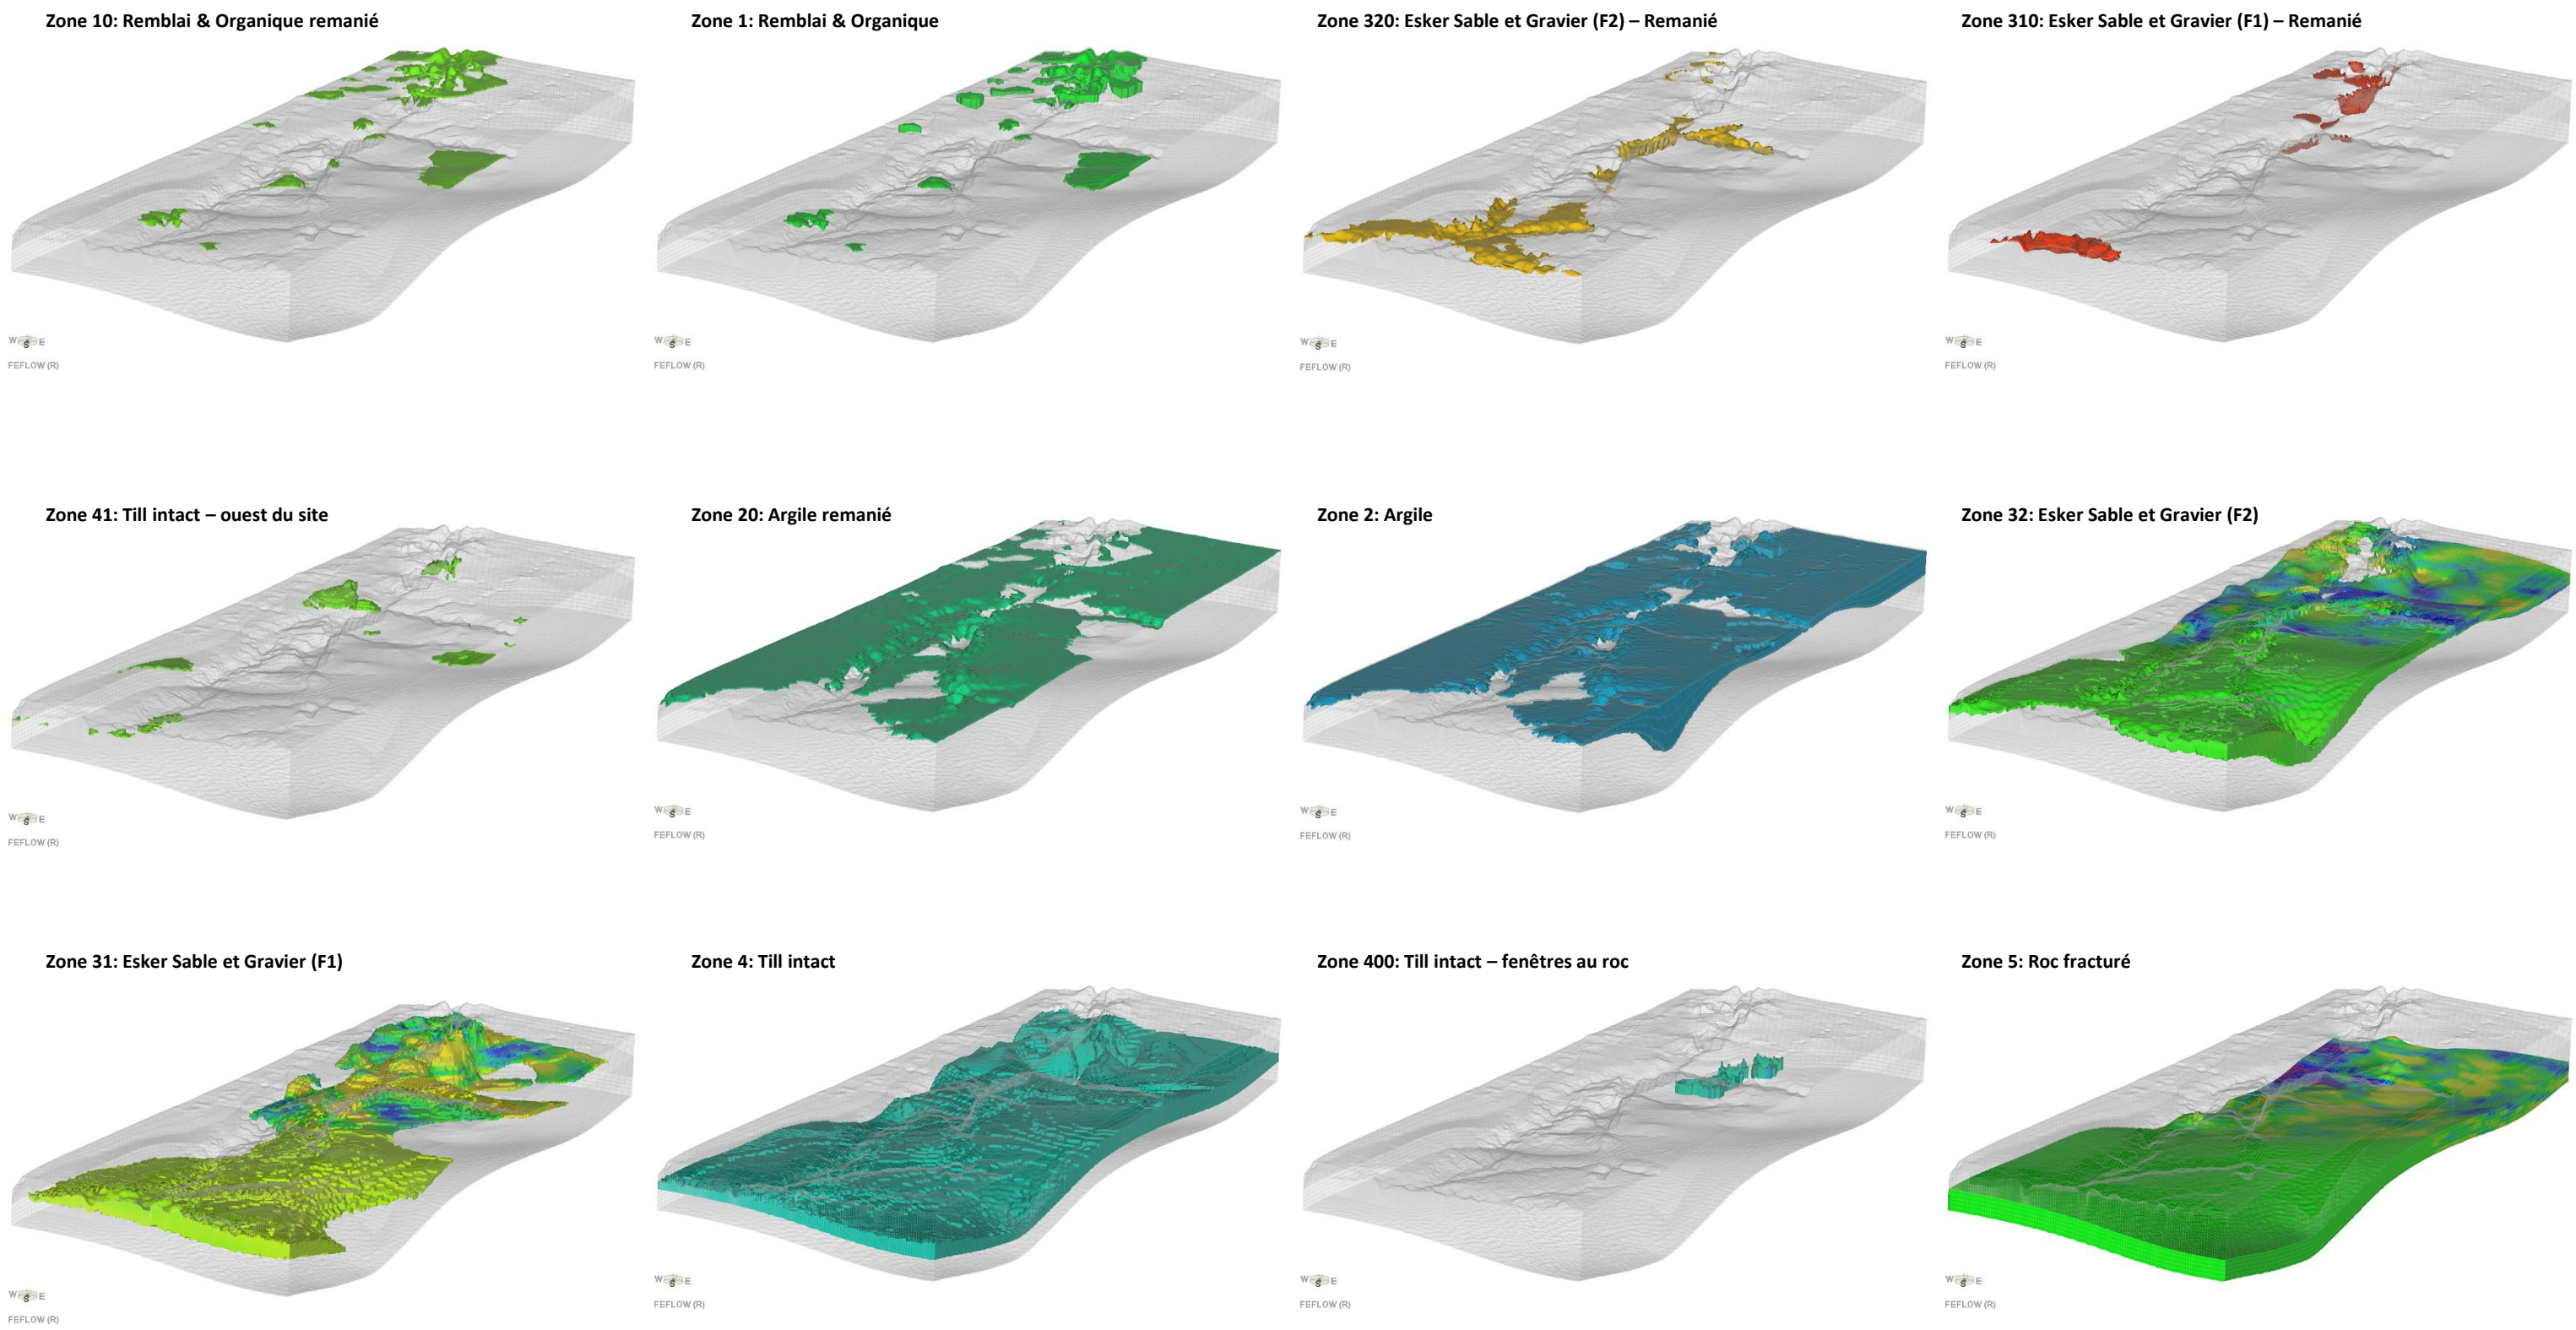 Zone 10: Remblai & Organique remanié
Zone 1: Remblai & Organique
Zone 320: Esker Sable et Gravier (F2) – Remanié
Zone 310: Esker Sable et Gravier (F1) – Remanié
W S E
FEFLOW (R)
W S E
FEFLOW (R)
W S E
FEFLOW (R)
W S E
FEFLOW (R)
Zone 41: Till intact – ouest du site
Zone 20: Argile remanié
Zone 2: Argile
Zone 32: Esker Sable et Gravier (F2)
W S E
FEFLOW (R)
W S E
FEFLOW (R)
W S E
FEFLOW (R)
W S E
FEFLOW (R)
Zone 31: Esker Sable et Gravier (F1)
Zone 4: Till intact
Zone 400: Till intact – fenêtres au roc
Zone 5: Roc fracturé
W S E
FEFLOW (R)
W S E
FEFLOW (R)
W S E
FEFLOW (R)
W S E
FEFLOW (R)